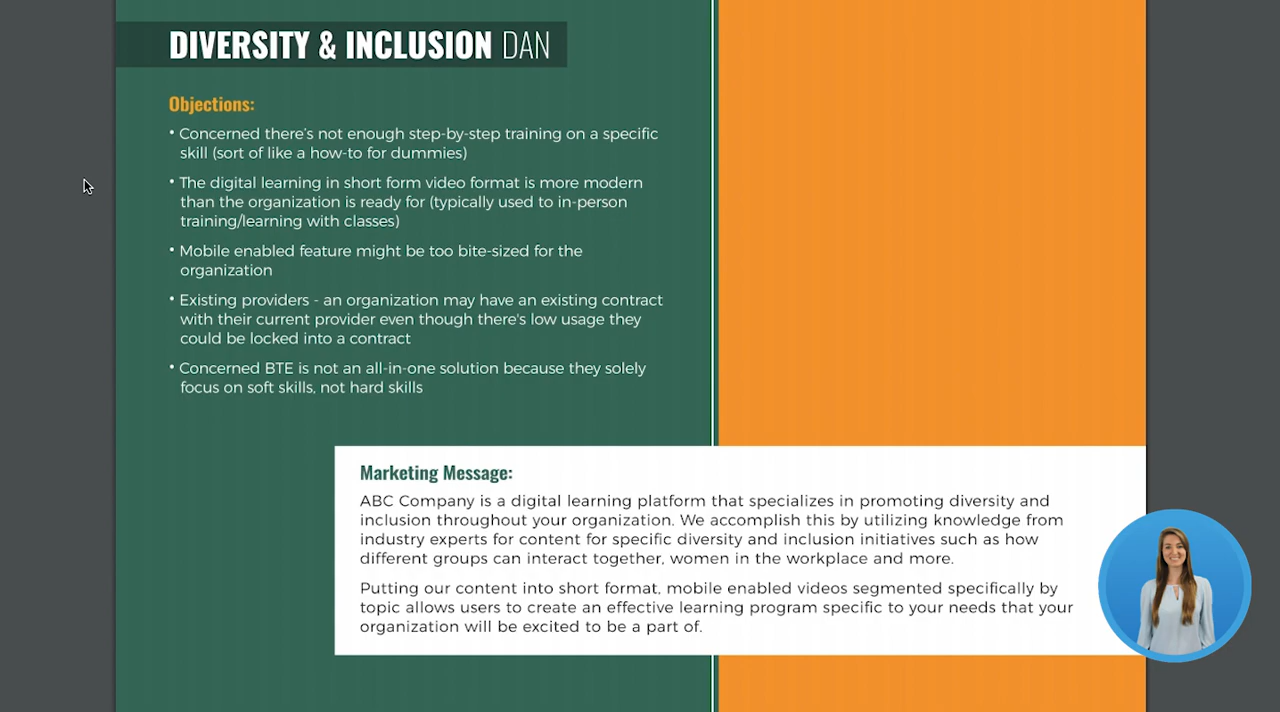 DIVERSITY & INCLUSION DAN
Objections:
• Concerned there's not enough step-by-step training on a specific
skill (sort of like a how-to for dummies)
• The digital learning in short form video format is more modern
than the organization is ready for (typically used to in-person
training/learning with classes)
• Mobile enabled feature might be too bite-sized for the
organization
• Existing providers - an organization may have an existing contract
with their current provider even though there's low usage they
could be locked into a contract
• Concerned BTE is not an all-in-one solution because they solely
focus on soft skills, not hard skills
Marketing Message:
ABC Company is a digital learning platform that specializes in promoting diversity and
inclusion throughout your organization. We accomplish this by utilizing knowledge from
industry experts for content for specific diversity and inclusion initiatives such as how
different groups can interact together, women in the workplace and more.
Putting our content into short format, mobile enabled videos segmented specifically by
topic allows users to create an effective learning program specific to your needs that your
organization will be excited to be a part of.